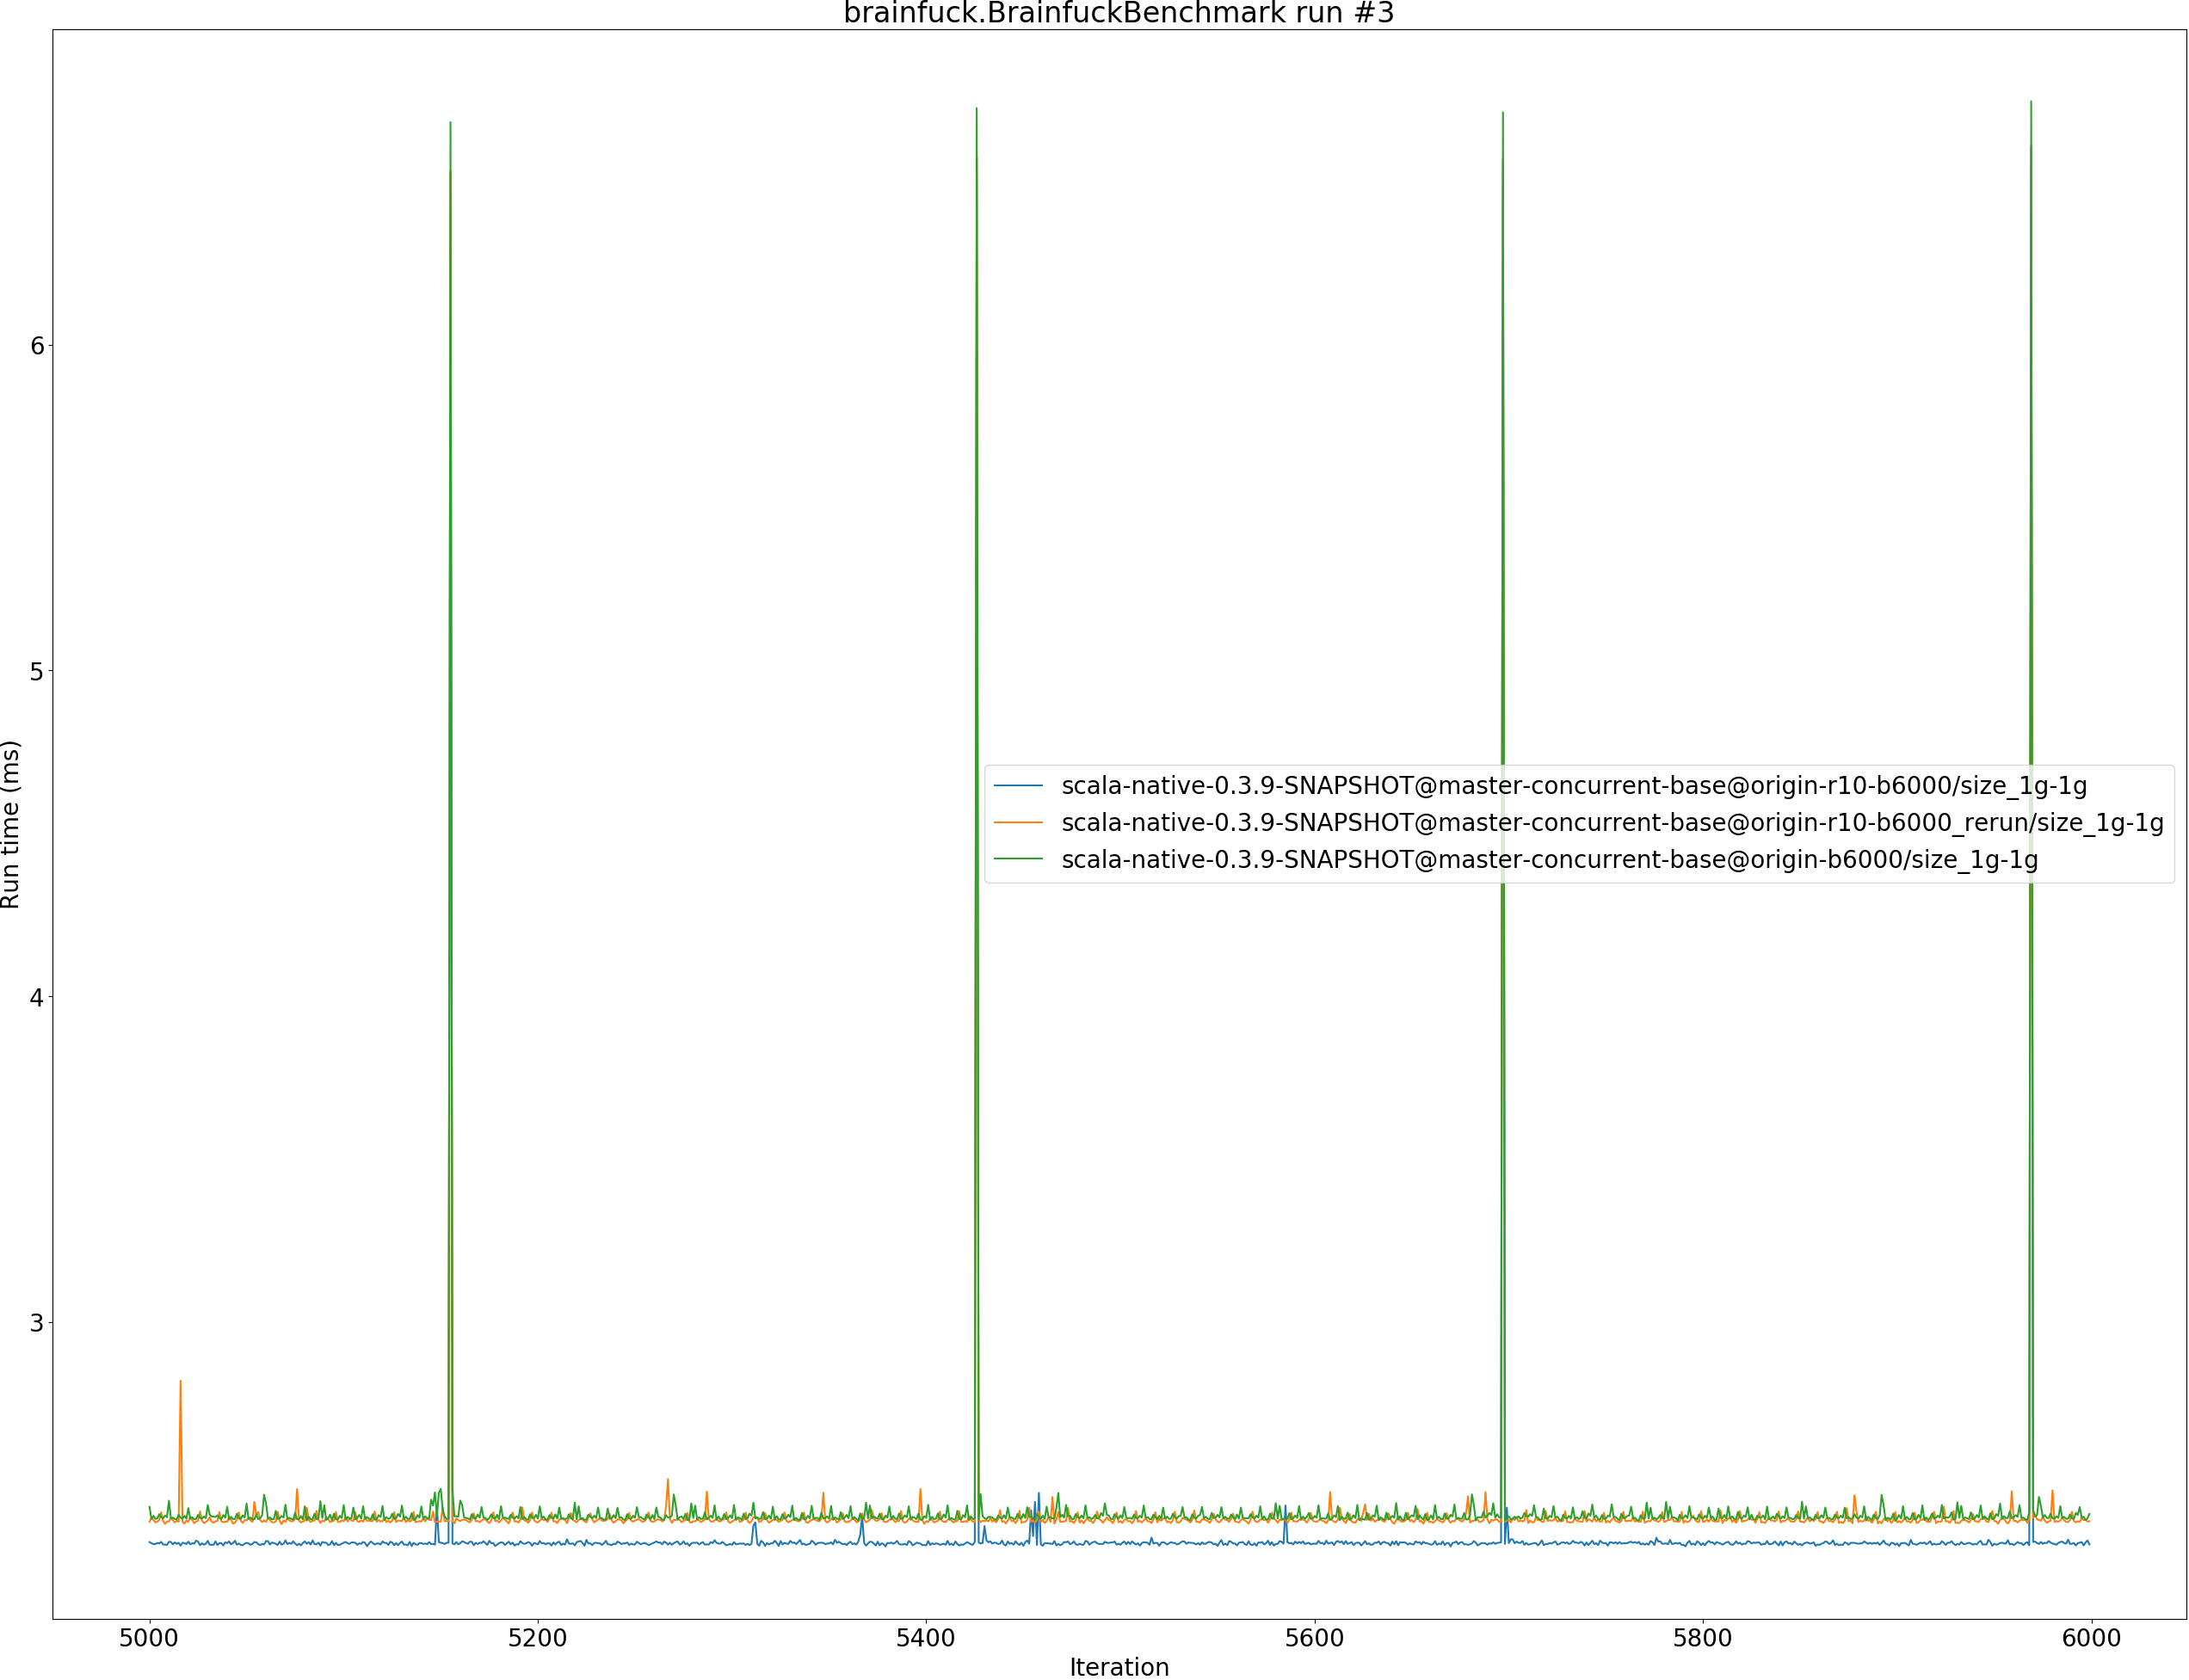 brainfuck.BrainfuckBenchmark run #3
Run time (ms)
6
5
4
3
scala-native-0.3.9-SNAPSHOT@master-concurrent-base@origin-r10-b6000/size_1g-1g
scala-native-0.3.9-SNAPSHOT@master-concurrent-base@origin-r10-b6000_rerun/size_1g-1g
scala-native-0.3.9-SNAPSHOT@master-concurrent-base@origin-b6000/size_1g-1g
5000 5200 5400 5600 5800 6000
Iteration